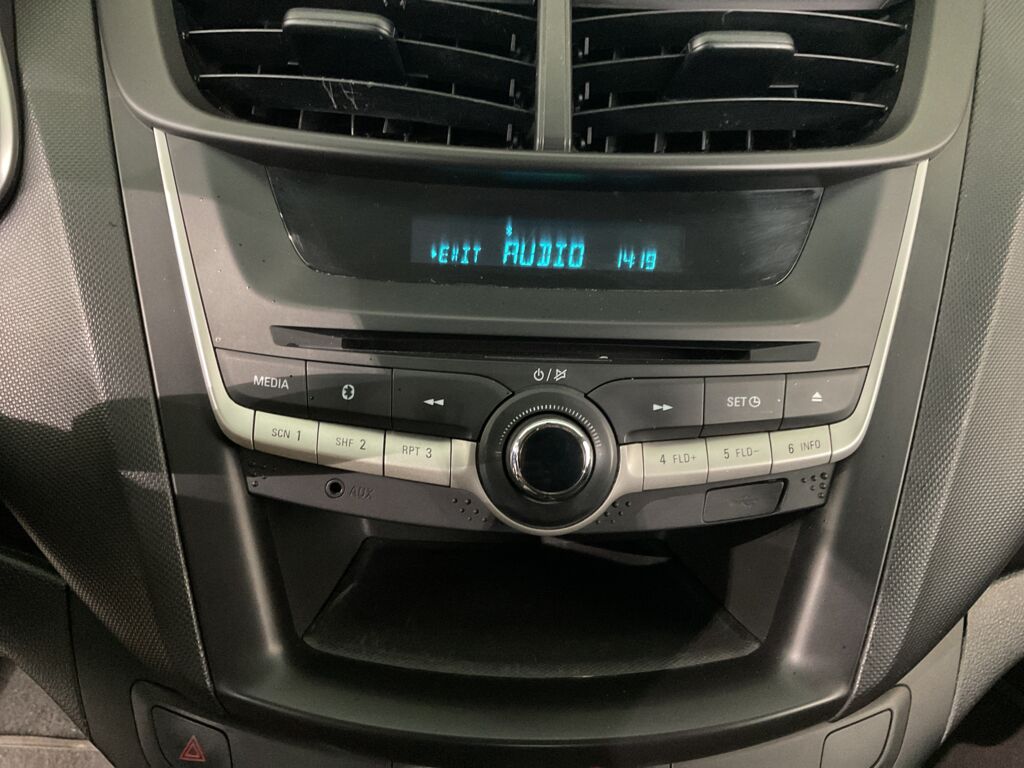 EXIT AUDIO 14:19
MEDIA
SET
SCN 1
SHF 2
RPT 3
4 FLD+
5 FLD-
6 INFO
AUX